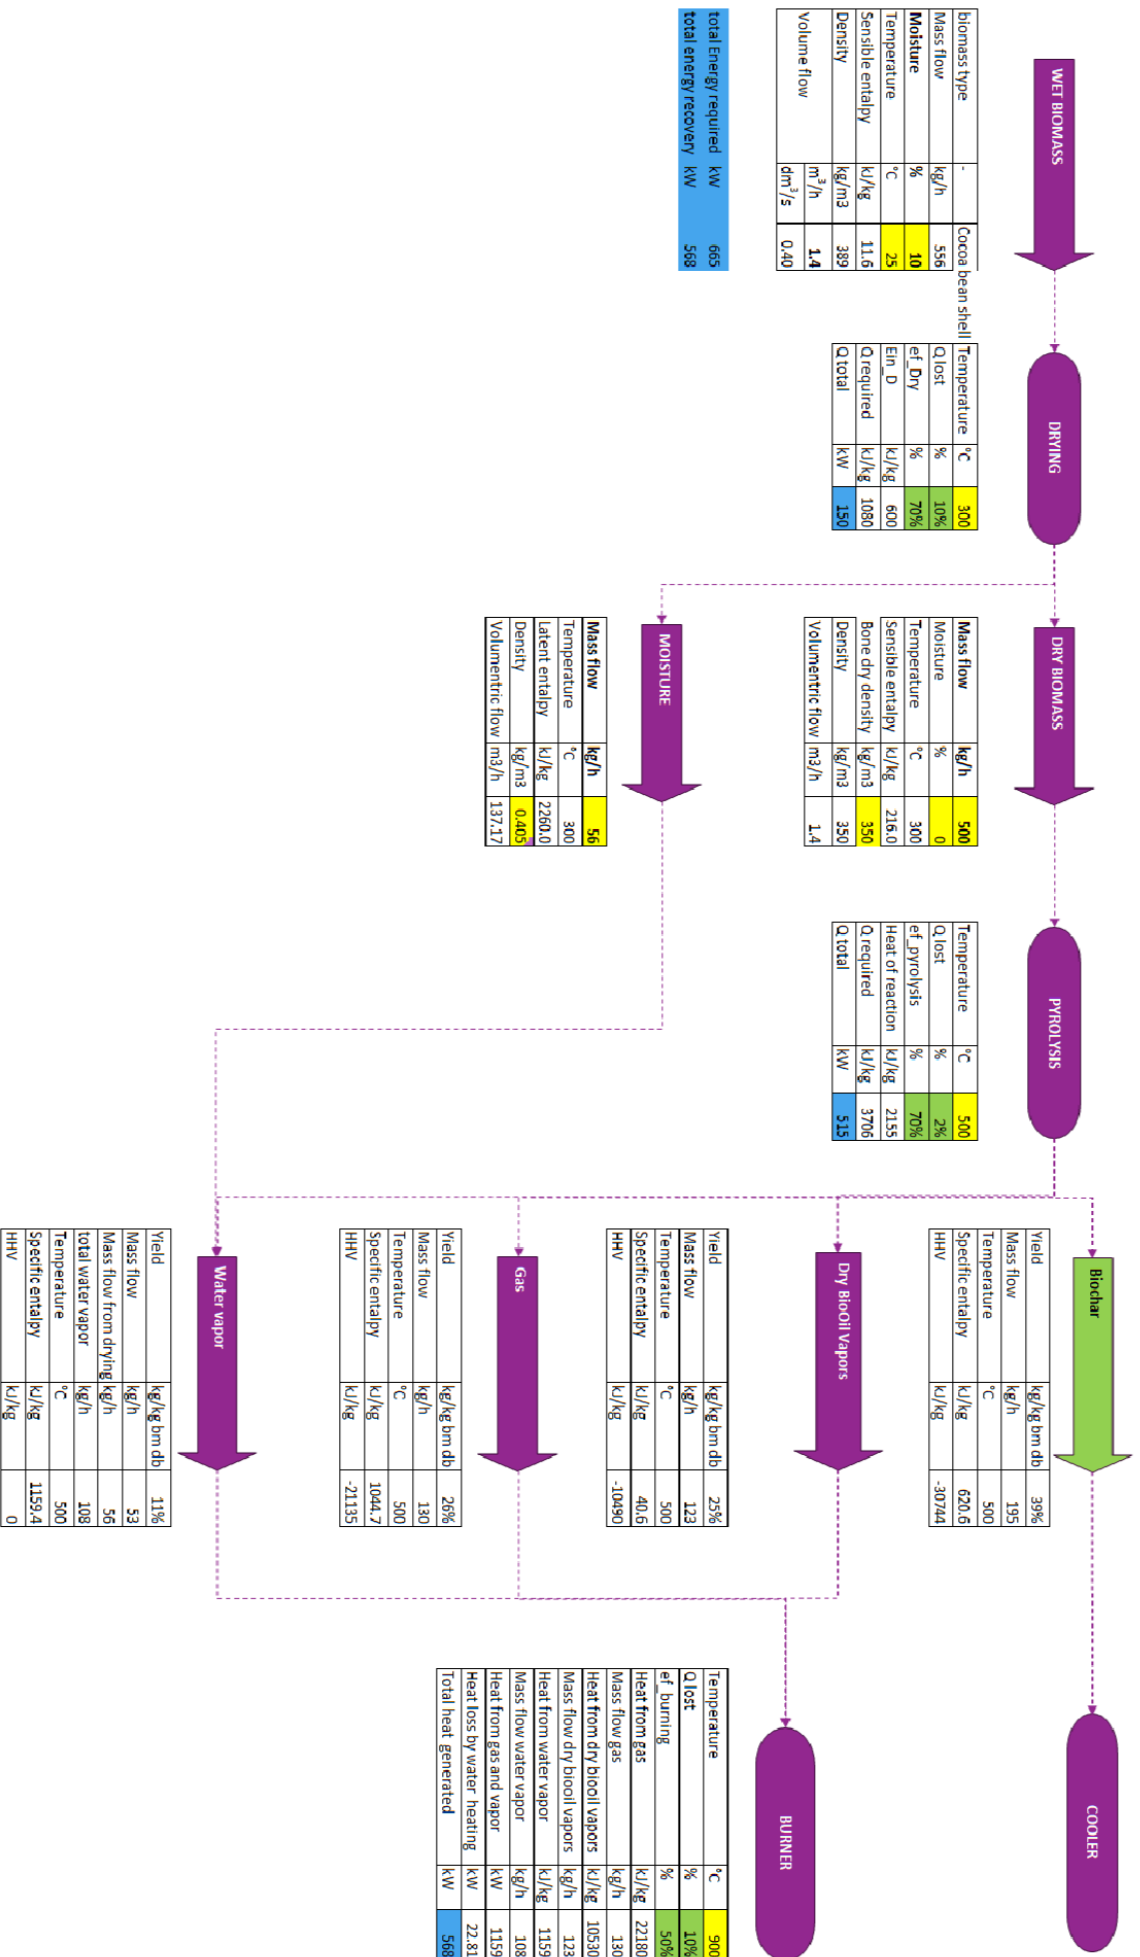 WET BIOMASS
biomass type - Cocoa bean shell
Mass flow kg/h 556
Moisture % 10
Temperature °C 25
Sensible entalpy kJ/kg 11.6
Density kg/m3 389
Volume flow m³/h 1.4
dm³/s 0.40
total Energy required kW 665
total energy recovery kW 568
DRYING
Temperature °C 300
Q lost % 10%
ef_Dry % 70%
Ein_D kJ/kg 600
Q required kJ/kg 1080
Q total kW 150
DRY BIOMASS
Mass flow kg/h 500
Moisture % 0
Temperature °C 300
Sensible entalpy kJ/kg 216.0
Bone dry density kg/m3 350
Density kg/m3 350
Volumentric flow m3/h 1.4
MOISTURE
Mass flow kg/h 56
Temperature °C 300
Latent entalpy kJ/kg 2260.0
Density kg/m3 0.405
Volumentric flow m3/h 137.17
PYROLYSIS
Temperature °C 500
Q lost % 2%
ef_pyrolysis % 70%
Heat of reaction kJ/kg 2155
Q required kJ/kg 3706
Q total kW 515
Biochar
Yield kg/kg bm db 39%
Mass flow kg/h 195
Temperature °C 500
Specific entalpy kJ/kg 620.6
HHV kJ/kg -30744
Dry BioOil Vapors
Yield kg/kg bm db 25%
Mass flow kg/h 123
Temperature °C 500
Specific entalpy kJ/kg 40.6
HHV kJ/kg -10490
Gas
Yield kg/kg bm db 26%
Mass flow kg/h 130
Temperature °C 500
Specific entalpy kJ/kg 1044.7
HHV kJ/kg -21135
Water vapor
Yield kg/kg bm db 11%
Mass flow kg/h 53
Mass flow from drying kg/h 56
total water vapor kg/h 108
Temperature °C 500
Specific entalpy kJ/kg 1159.4
HHV kJ/kg 0
COOLER
BURNER
Temperature °C 900
Q lost % 10%
ef_burning % 50%
Heat from gas kJ/kg 22180
Mass flow gas kg/h 130
Heat from dry biooil vapors kJ/kg 10530
Mass flow dry biooil vapors kg/h 123
Heat from water vapor kJ/kg 1159
Mass flow water vapor kg/h 108
Heat from gas and vapor kW 1159
Heat loss by water heating kW 22.81
Total heat generated kW 568